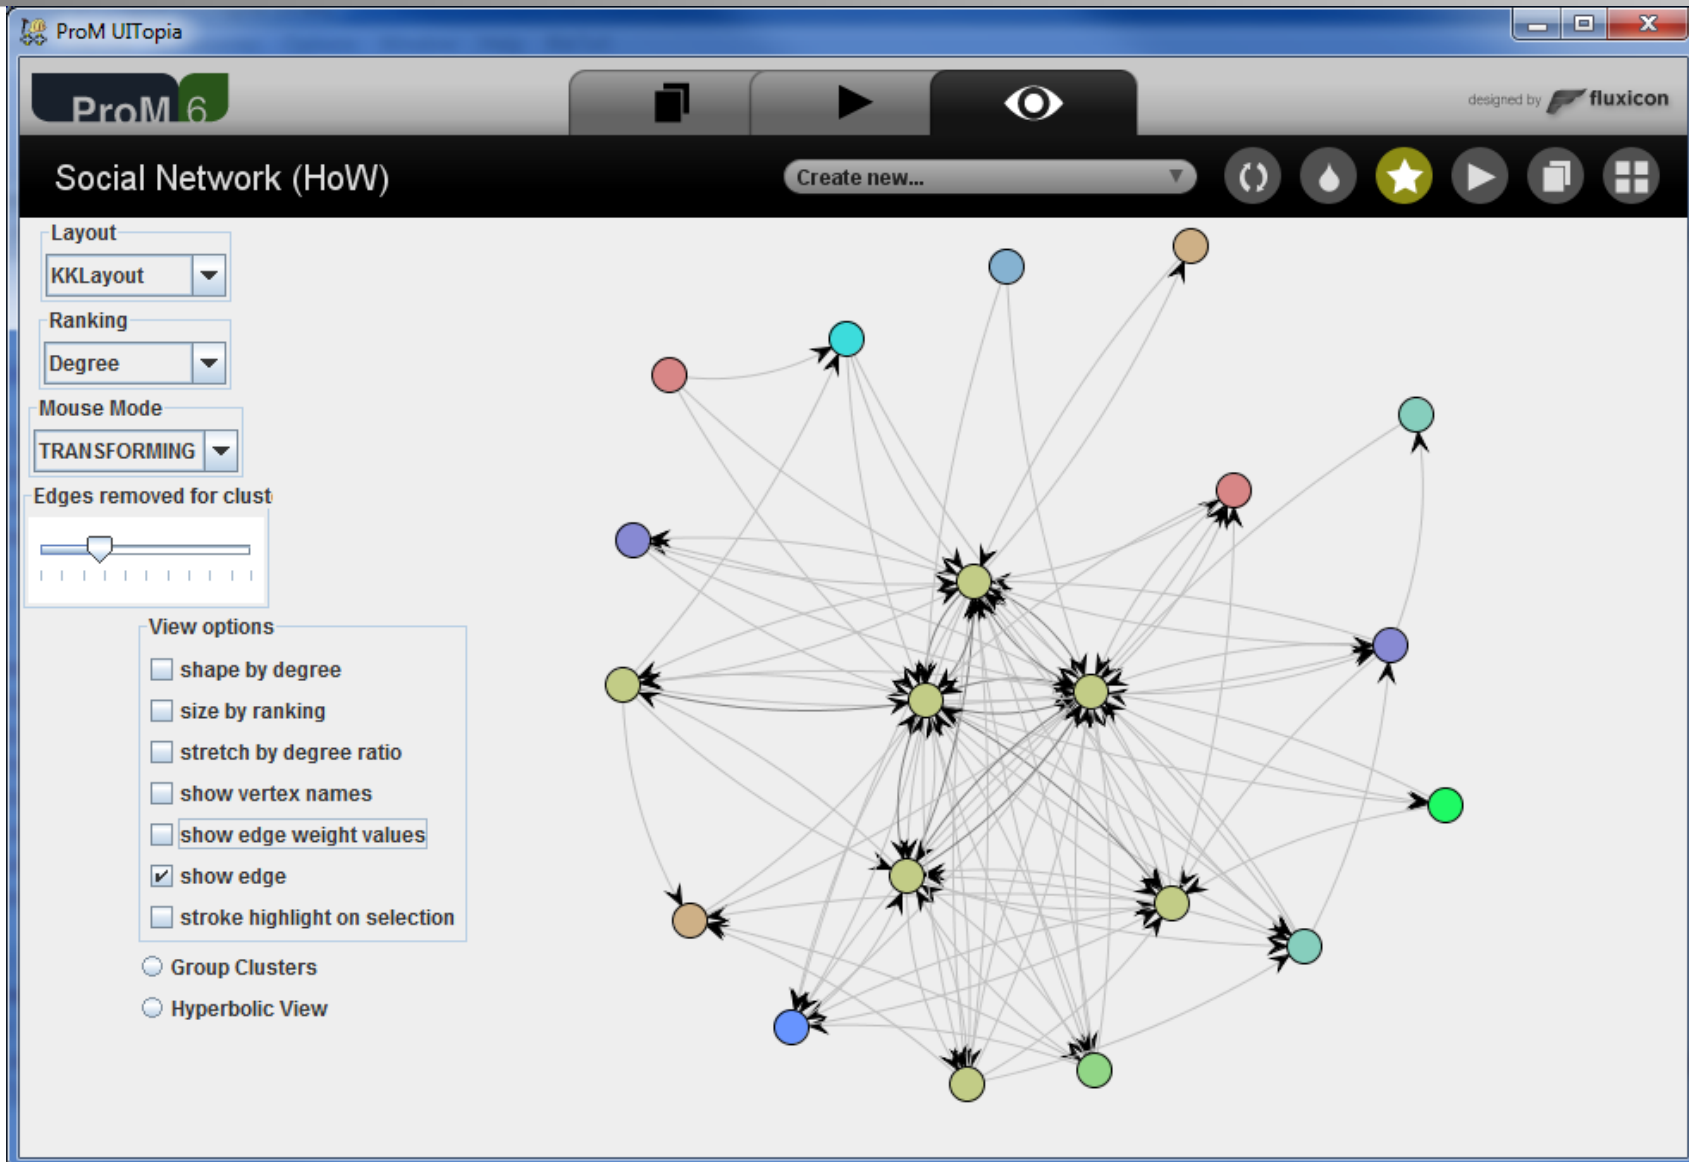 ProM UITopia
ProM 6
designed by fluxicon
Social Network (HoW)
Create new...
Layout
KKLayout
Ranking
Degree
Mouse Mode
TRANSFORMING
Edges removed for clust
View options
shape by degree
size by ranking
stretch by degree ratio
show vertex names
show edge weight values
show edge
stroke highlight on selection
Group Clusters
Hyperbolic View